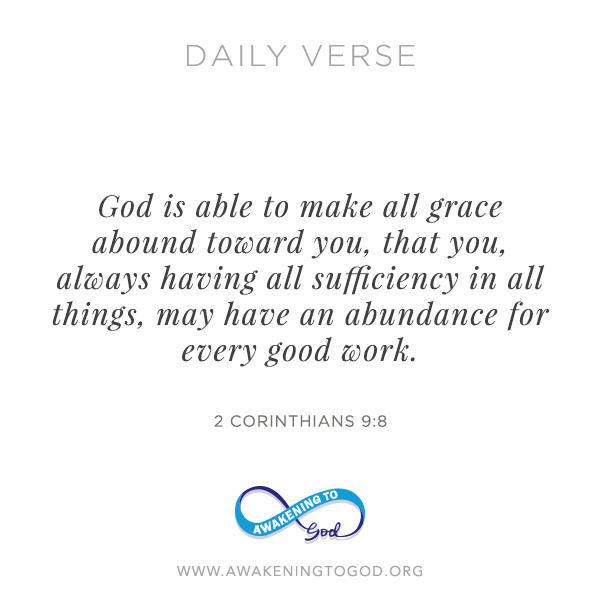 DAILY VERSE
God is able to make all grace
abound toward you, that you,
always having all sufficiency in all
things, may have an abundance for
every good work.
2 CORINTHIANS 9:8
AWAKENING TO
God
WWW.AWAKENINGTOGOD.ORG